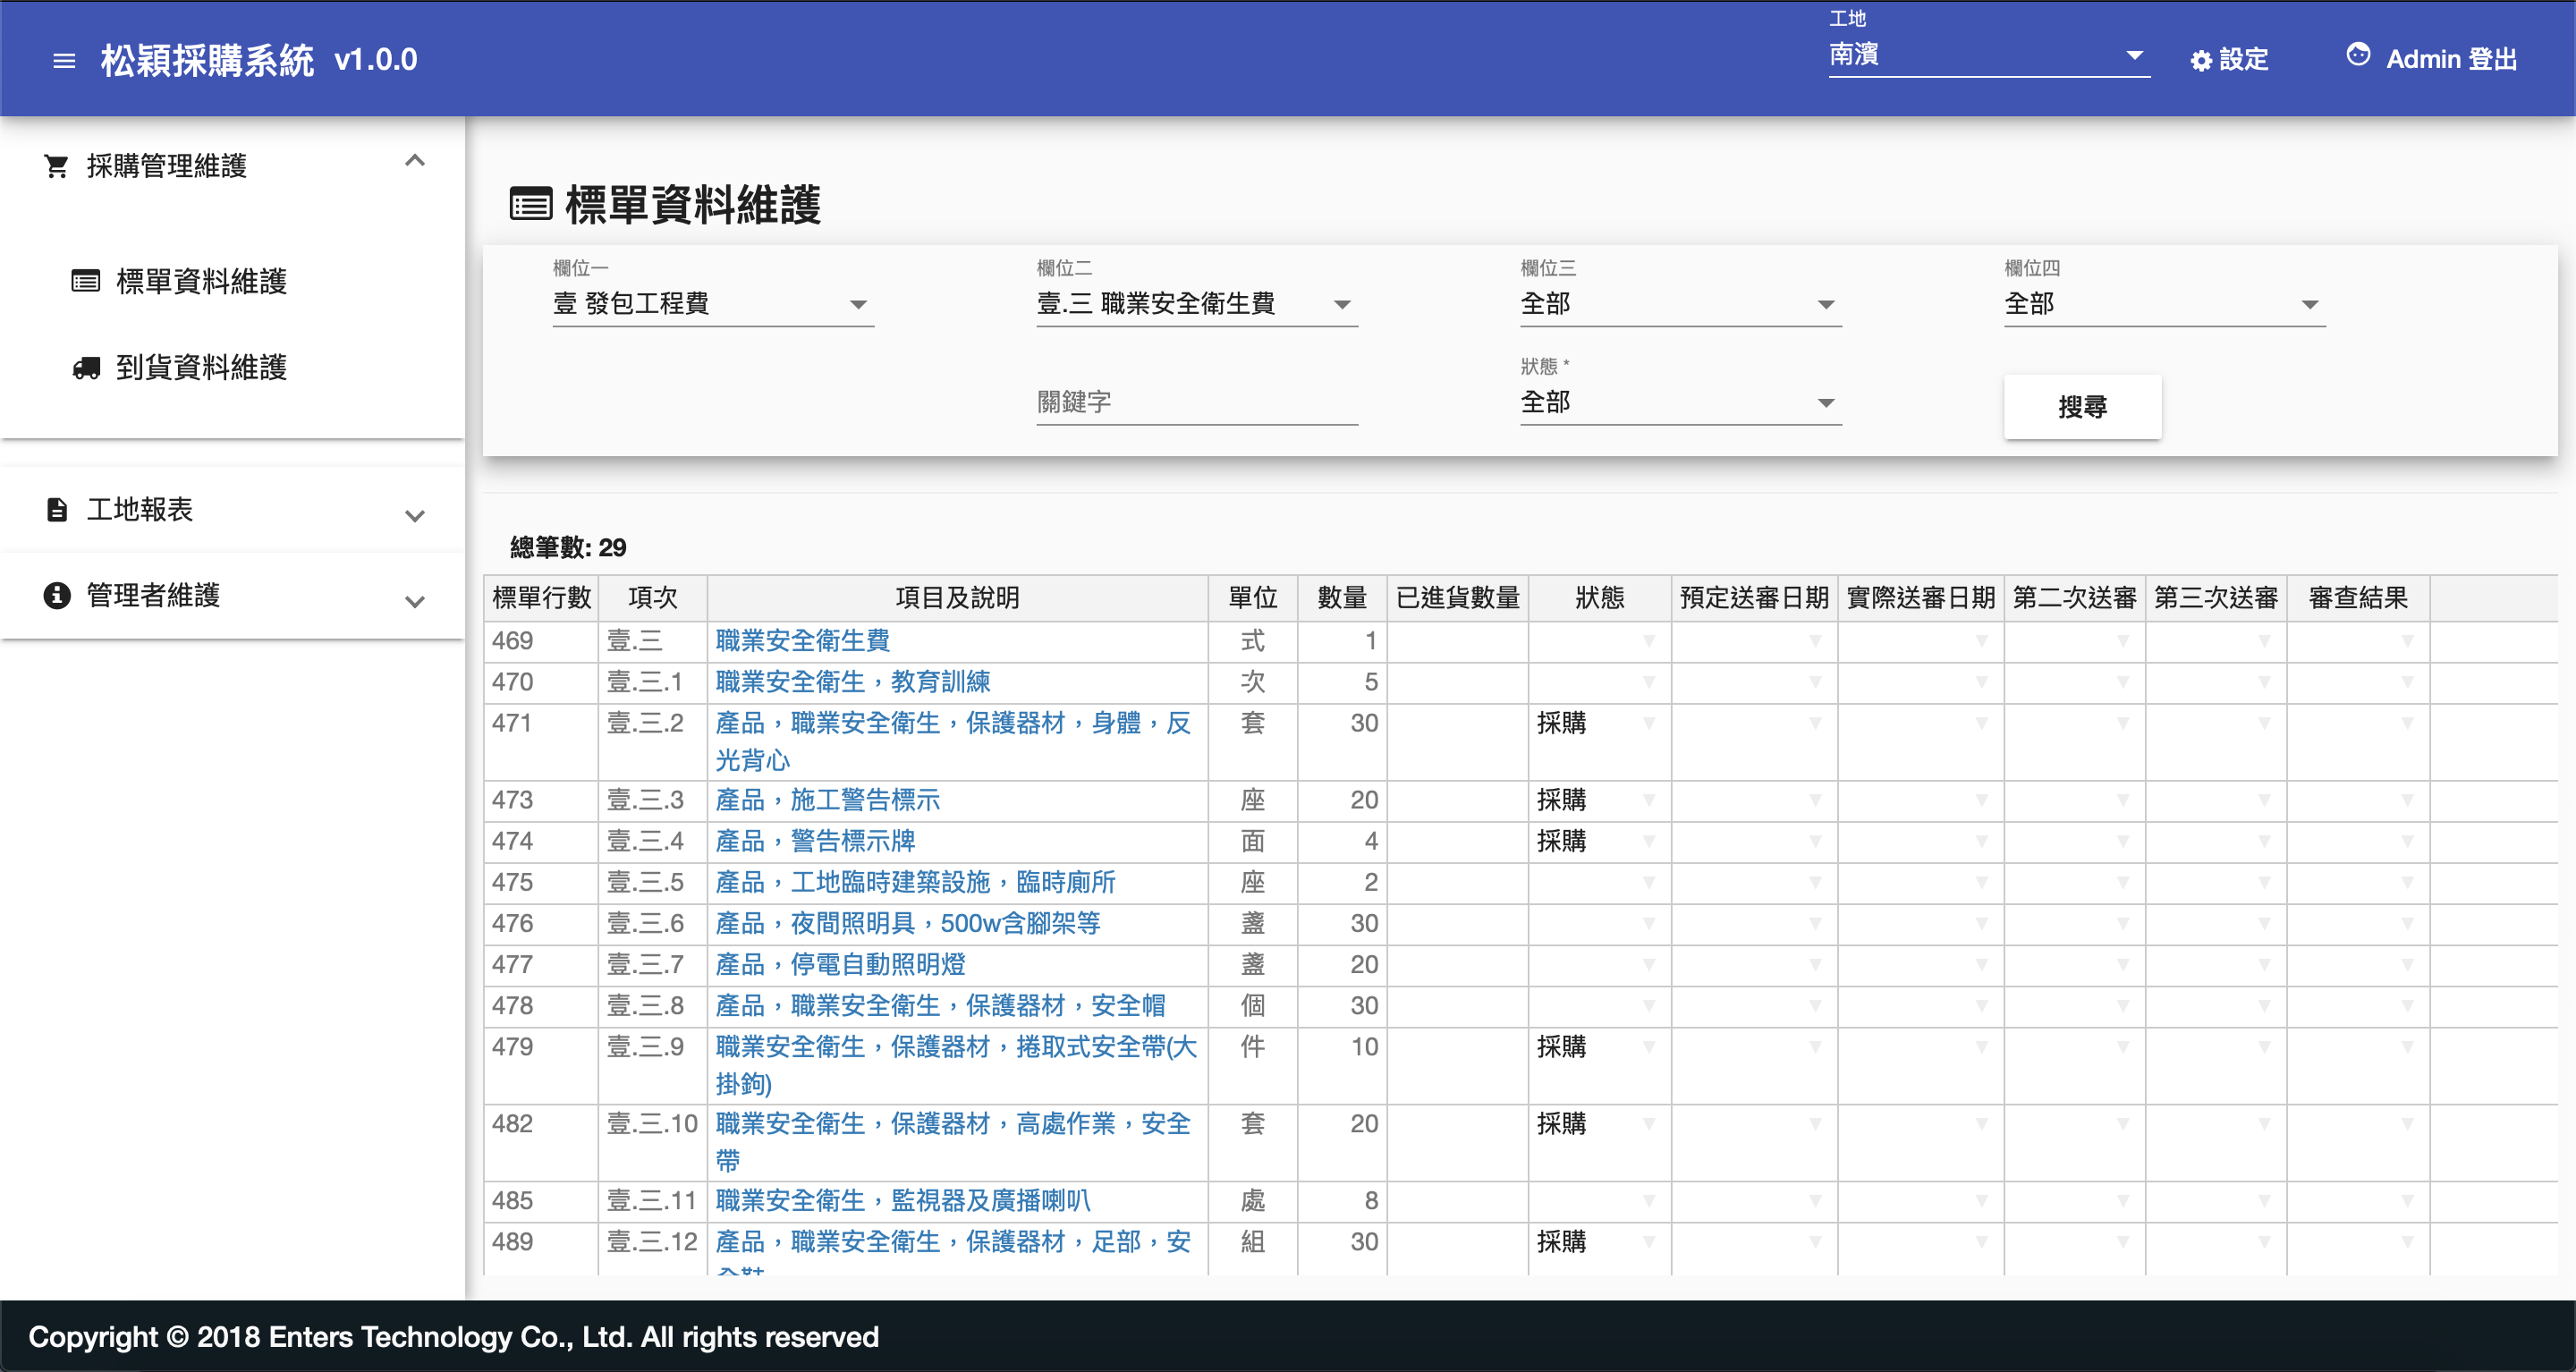 松穎採購系統 v1.0.0
工地
南濱
設定
Admin 登出
採購管理維護
標單資料維護
到貨資料維護
工地報表
管理者維護
標單資料維護
欄位一
壹 發包工程費
欄位二
壹.三 職業安全衛生費
欄位三
全部
欄位四
全部
關鍵字
狀態 *
全部
搜尋
總筆數: 29
標單行數 項次 項目及說明 單位 數量 已進貨數量 狀態 預定送審日期 實際送審日期 第二次送審 第三次送審 審查結果
469 壹.三 職業安全衛生費 式 1
470 壹.三.1 職業安全衛生，教育訓練 次 5
471 壹.三.2 產品，職業安全衛生，保護器材，身體，反 套 30 採購
光背心
473 壹.三.3 產品，施工警告標示 座 20 採購
474 壹.三.4 產品，警告標示牌 面 4 採購
475 壹.三.5 產品，工地臨時建築設施，臨時廁所 座 2
476 壹.三.6 產品，夜間照明具，500w含腳架等 盞 30
477 壹.三.7 產品，停電自動照明燈 盞 20
478 壹.三.8 產品，職業安全衛生，保護器材，安全帽 個 30
479 壹.三.9 職業安全衛生，保護器材，捲取式安全帶(大 件 10 採購
掛鉤)
482 壹.三.10 職業安全衛生，保護器材，高處作業，安全 套 20 採購
帶
485 壹.三.11 職業安全衛生，監視器及廣播喇叭 處 8
489 壹.三.12 產品，職業安全衛生，保護器材，足部，安 組 30 採購
Copyright © 2018 Enters Technology Co., Ltd. All rights reserved